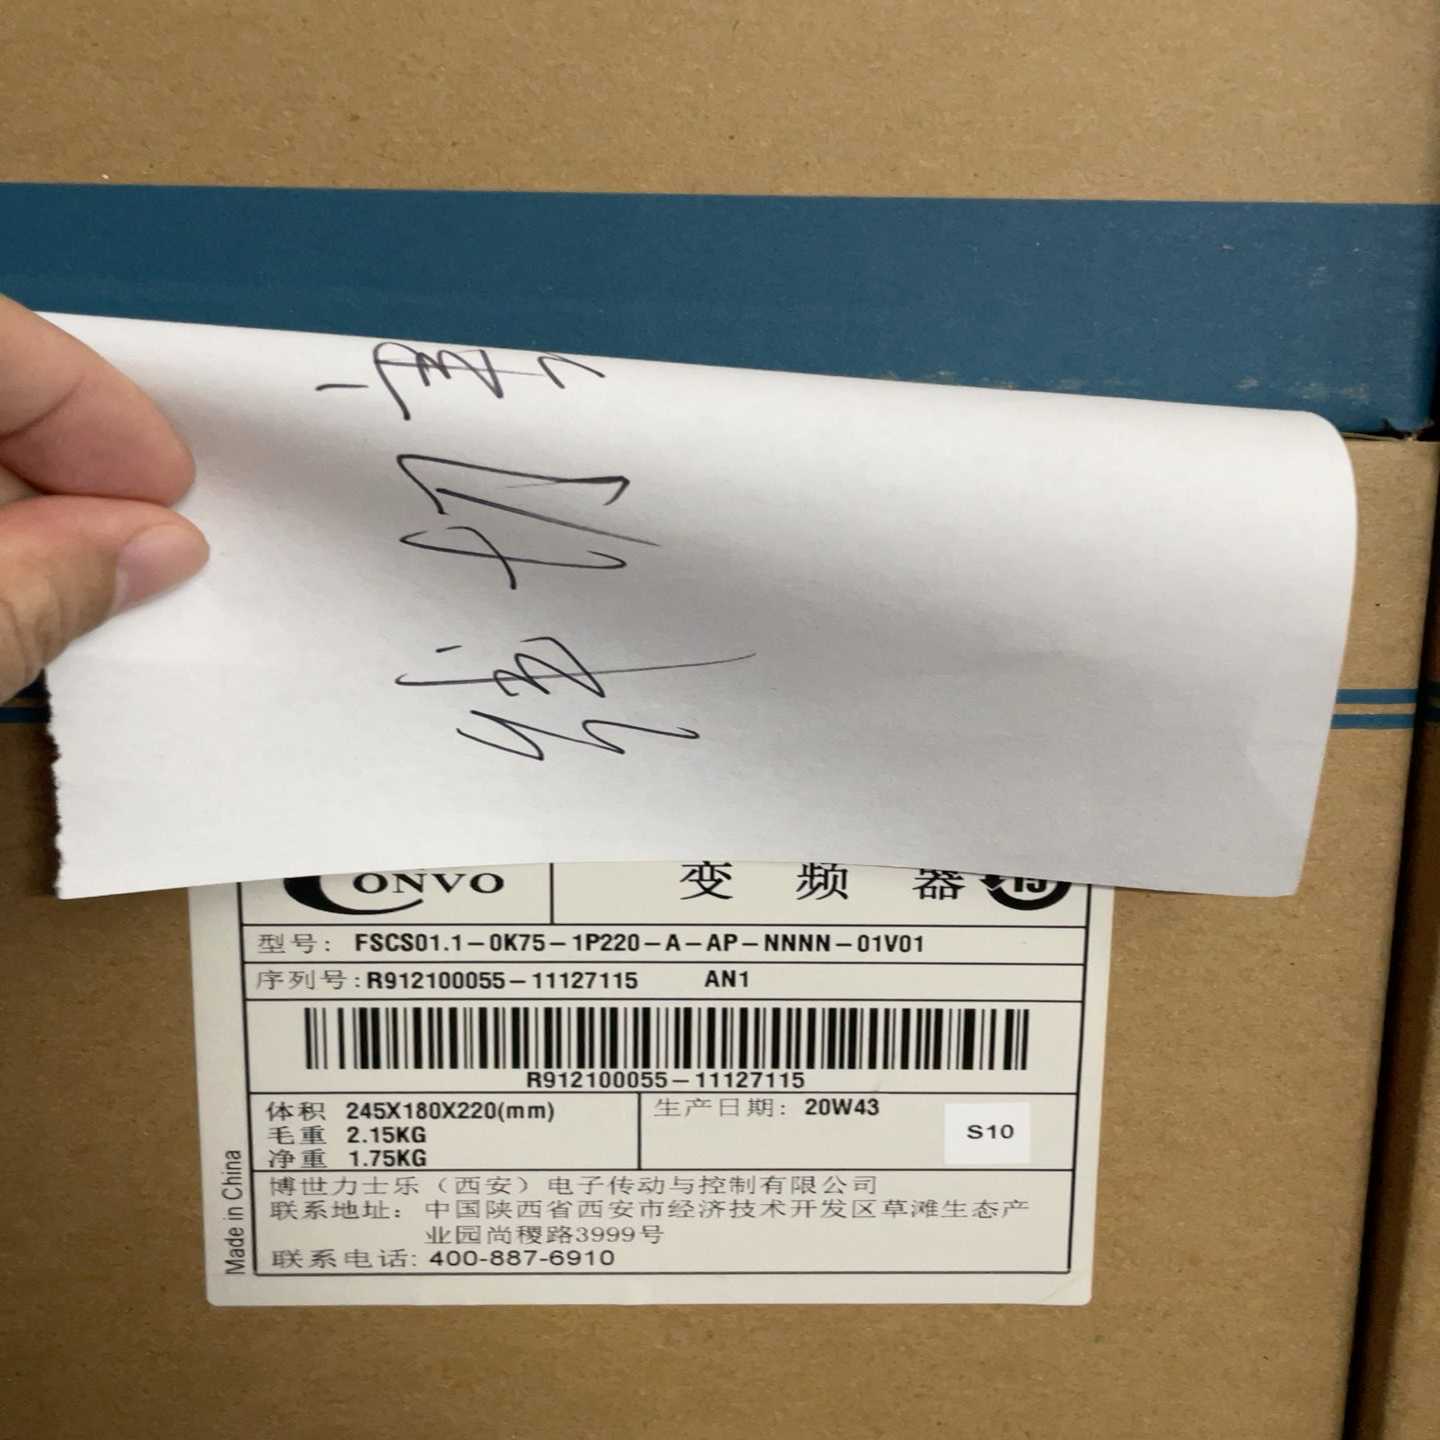 CONVO
变频器
15
型号: FSCS01.1-0K75-1P220-A-AP-NNNN-01V01
序列号:R912100055-11127115 AN1
R912100055-11127115
体积 245X180X220(mm)
毛重 2.15KG
净重 1.75KG
生产日期: 20W43
S10
博世力士乐（西安）电子传动与控制有限公司
联系地址: 中国陕西省西安市经济技术开发区草滩生态产
业园尚稷路3999号
联系电话: 400-887-6910
Made in China